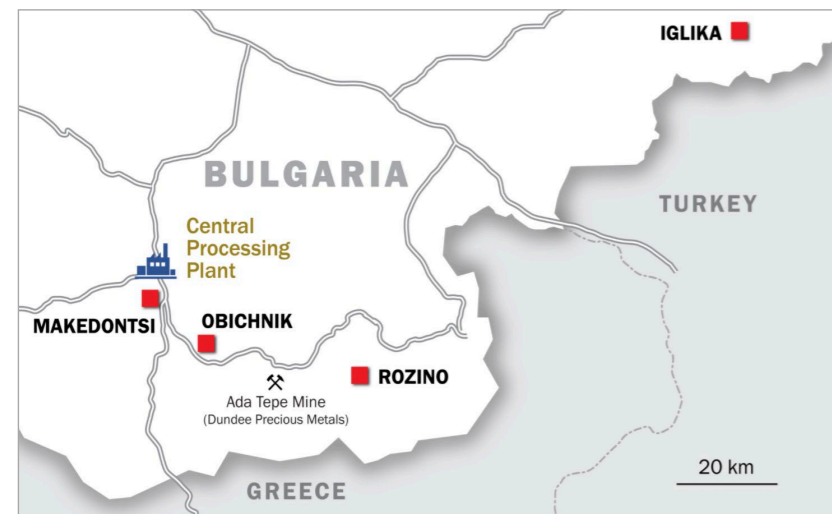 IGLIKA
BULGARIA
TURKEY
Central
Processing
Plant
MAKEDONTSI
OBICHNIK
ROZINO
Ada Tepe Mine
(Dundee Precious Metals)
20 km
GREECE